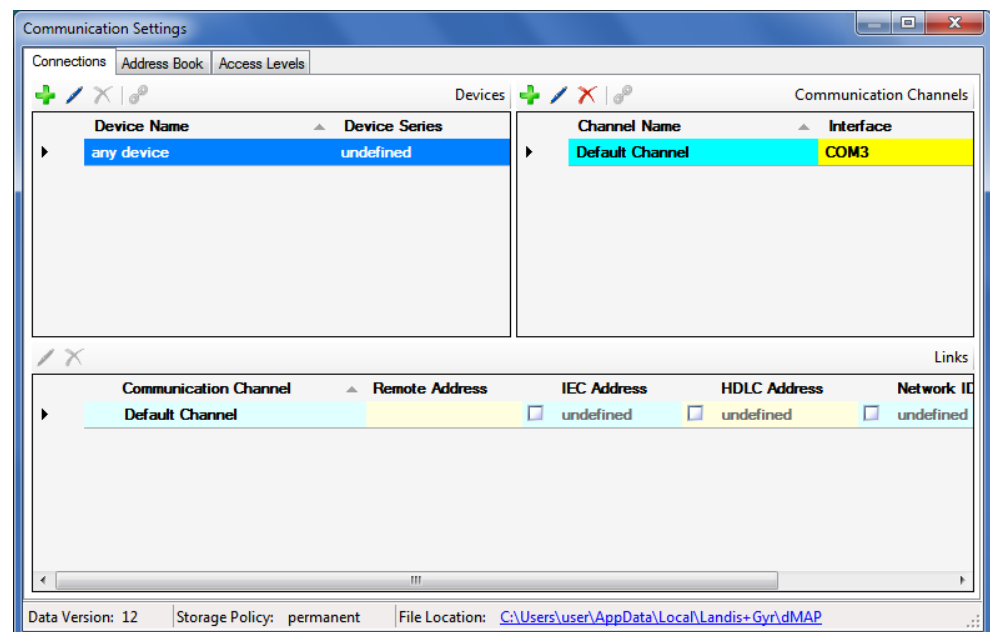 Communication Settings
Connections Address Book Access Levels
Devices
Device Name Device Series
any device undefined
Communication Channels
Channel Name Interface
Default Channel COM3
Links
Communication Channel Remote Address IEC Address HDLC Address Network ID
Default Channel undefined undefined undefined
Data Version: 12 Storage Policy: permanent File Location: C:\Users\user\AppData\Local\Landis+Gyr\dMAP